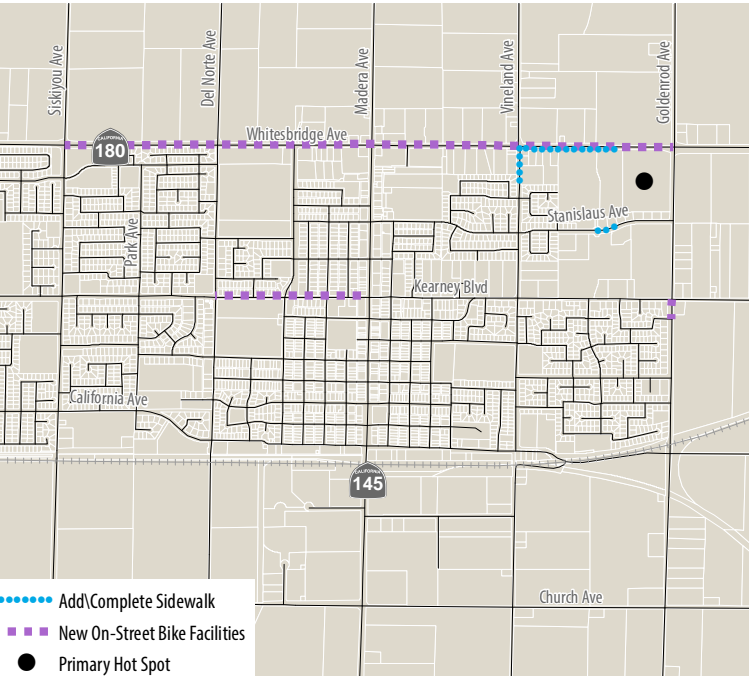 Siskiyou Ave
Del Norte Ave
Madera Ave
Vineland Ave
Goldenrod Ave
Whitesbridge Ave
CALIFORNIA
180
Stanislaus Ave
Park Ave
Kearney Blvd
California Ave
CALIFORNIA
145
Church Ave
Add\Complete Sidewalk
New On-Street Bike Facilities
Primary Hot Spot